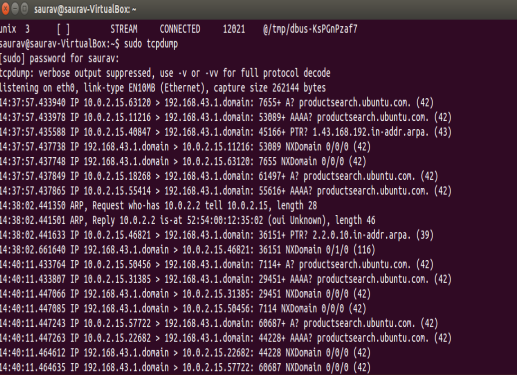 saurav@saurav-VirtualBox: ~
unix  3      [ ]         STREAM     CONNECTED     12021    @/tmp/dbus-KsPGnPzaf7
saurav@saurav-VirtualBox:~$ sudo tcpdump
[sudo] password for saurav:
tcpdump: verbose output suppressed, use -v or -vv for full protocol decode
listening on eth0, link-type EN10MB (Ethernet), capture size 262144 bytes
14:37:57.433940 IP 10.0.2.15.63120 > 192.168.43.1.domain: 7655+ A? productsearch.ubuntu.com. (42)
14:37:57.433978 IP 10.0.2.15.11216 > 192.168.43.1.domain: 53089+ AAAA? productsearch.ubuntu.com. (42)
14:37:57.435588 IP 10.0.2.15.40847 > 192.168.43.1.domain: 45166+ PTR? 1.43.168.192.in-addr.arpa. (43)
14:37:57.437738 IP 192.168.43.1.domain > 10.0.2.15.11216: 53089 NXDomain 0/0/0 (42)
14:37:57.437748 IP 192.168.43.1.domain > 10.0.2.15.63120: 7655 NXDomain 0/0/0 (42)
14:37:57.437849 IP 10.0.2.15.18268 > 192.168.43.1.domain: 61497+ A? productsearch.ubuntu.com. (42)
14:37:57.437865 IP 10.0.2.15.55414 > 192.168.43.1.domain: 55616+ AAAA? productsearch.ubuntu.com. (42)
14:38:02.441350 ARP, Request who-has 10.0.2.2 tell 10.0.2.15, length 28
14:38:02.441501 ARP, Reply 10.0.2.2 is-at 52:54:00:12:35:02 (oui Unknown), length 46
14:38:02.441633 IP 10.0.2.15.46821 > 192.168.43.1.domain: 36151+ PTR? 2.2.0.10.in-addr.arpa. (39)
14:38:02.661640 IP 192.168.43.1.domain > 10.0.2.15.46821: 36151 NXDomain 0/1/0 (116)
14:40:11.433764 IP 10.0.2.15.50456 > 192.168.43.1.domain: 7114+ A? productsearch.ubuntu.com. (42)
14:40:11.433807 IP 10.0.2.15.31385 > 192.168.43.1.domain: 29451+ AAAA? productsearch.ubuntu.com. (42)
14:40:11.447066 IP 192.168.43.1.domain > 10.0.2.15.31385: 29451 NXDomain 0/0/0 (42)
14:40:11.447085 IP 192.168.43.1.domain > 10.0.2.15.50456: 7114 NXDomain 0/0/0 (42)
14:40:11.447243 IP 10.0.2.15.57722 > 192.168.43.1.domain: 60687+ A? productsearch.ubuntu.com. (42)
14:40:11.447263 IP 10.0.2.15.22682 > 192.168.43.1.domain: 44228+ AAAA? productsearch.ubuntu.com. (42)
14:40:11.464612 IP 192.168.43.1.domain > 10.0.2.15.22682: 44228 NXDomain 0/0/0 (42)
14:40:11.464635 IP 192.168.43.1.domain > 10.0.2.15.57722: 60687 NXDomain 0/0/0 (42)